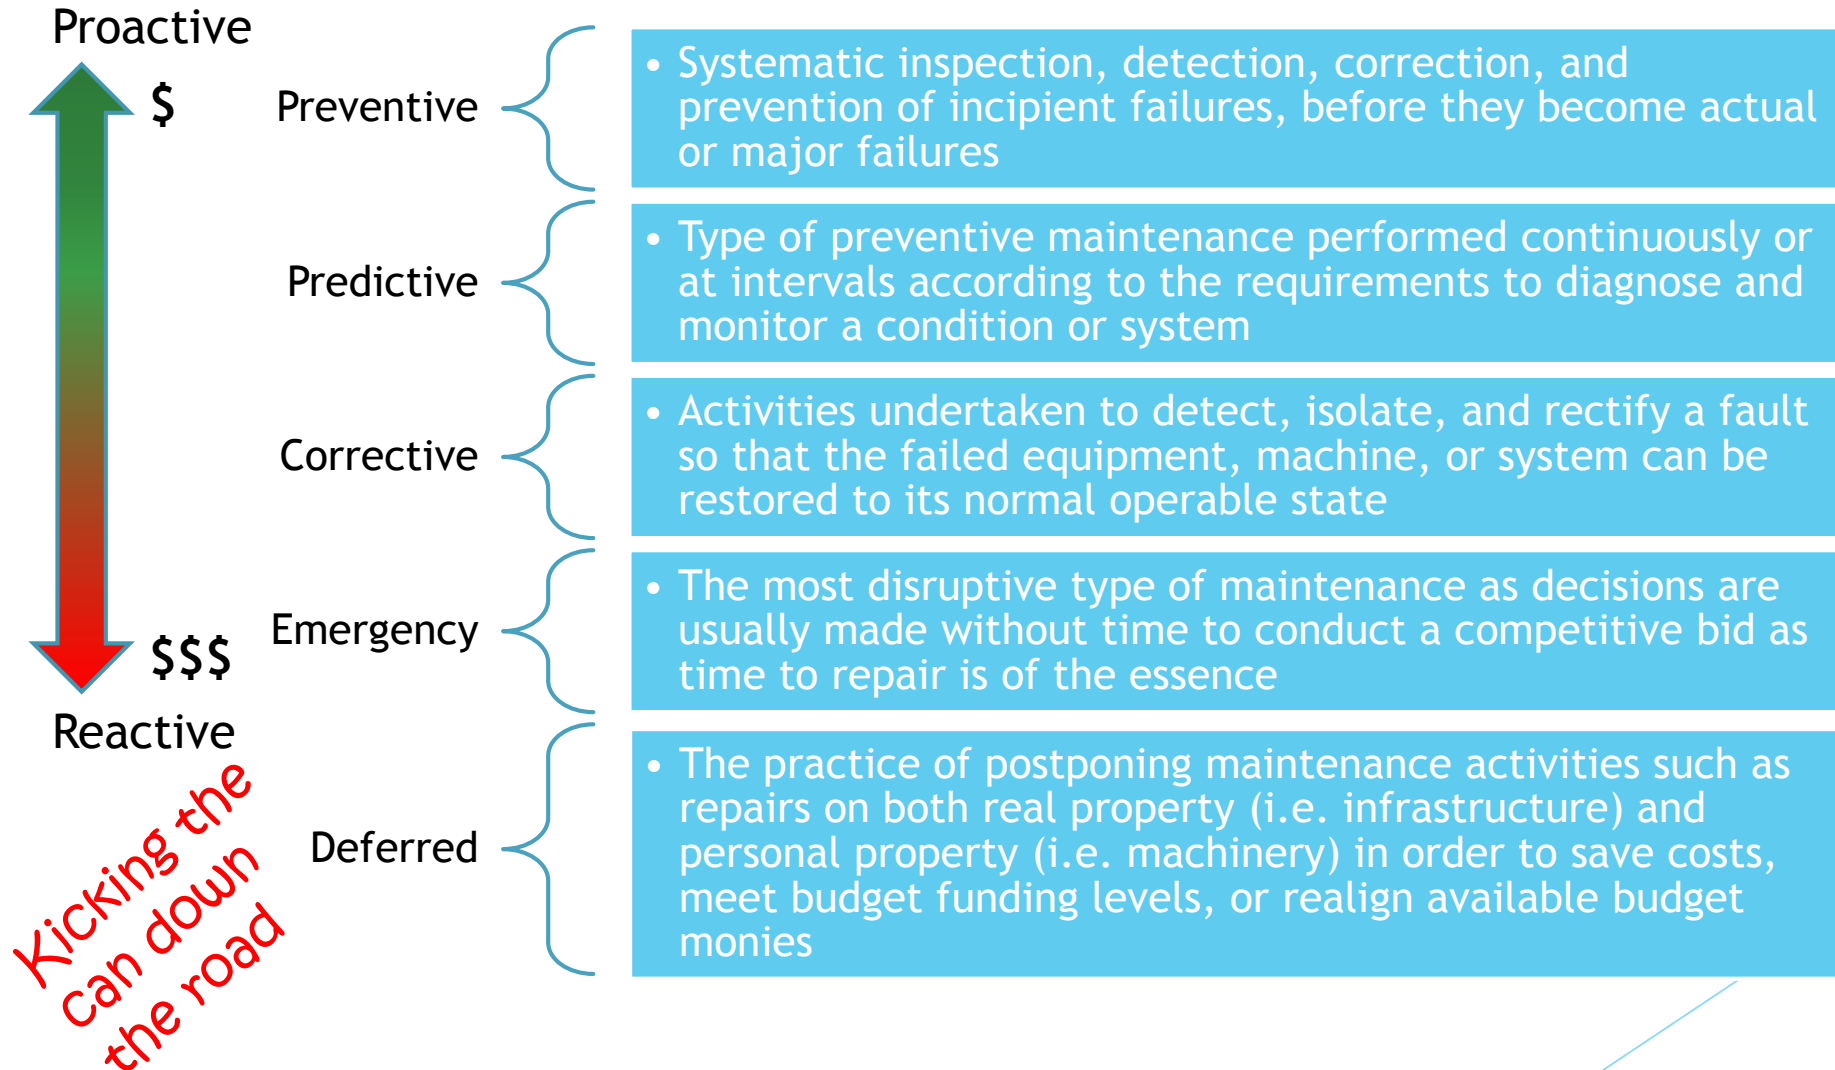 Proactive
$
Preventive
• Systematic inspection, detection, correction, and
prevention of incipient failures, before they become actual
or major failures
Predictive
• Type of preventive maintenance performed continuously or
at intervals according to the requirements to diagnose and
monitor a condition or system
Corrective
• Activities undertaken to detect, isolate, and rectify a fault
so that the failed equipment, machine, or system can be
restored to its normal operable state
Emergency
• The most disruptive type of maintenance as decisions are
usually made without time to conduct a competitive bid as
time to repair is of the essence
$$$
Reactive
Deferred
• The practice of postponing maintenance activities such as
repairs on both real property (i.e. infrastructure) and
personal property (i.e. machinery) in order to save costs,
meet budget funding levels, or realign available budget
monies
Kicking the
can down
the road